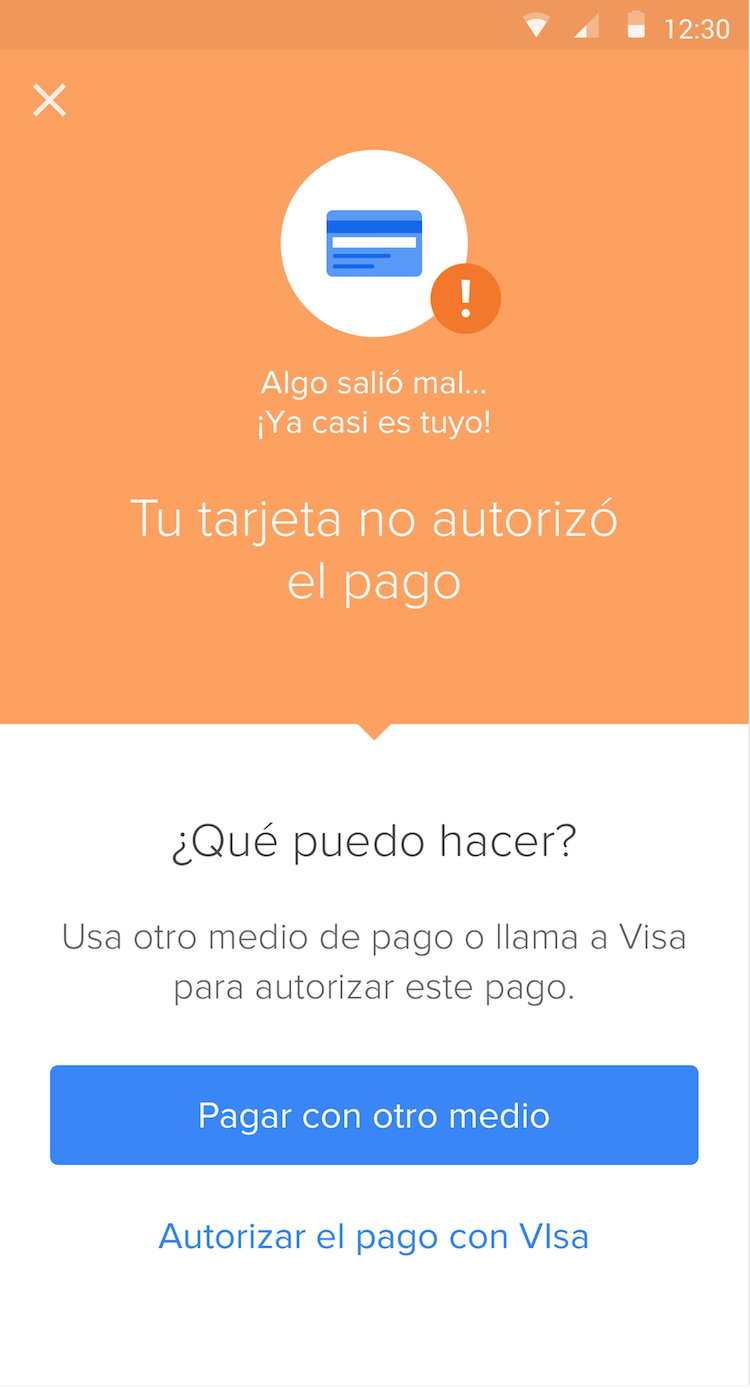 12:30
Algo salió mal...
¡Ya casi es tuyo!
Tu tarjeta no autorizó
el pago
¿Qué puedo hacer?
Usa otro medio de pago o llama a Visa
para autorizar este pago.
Pagar con otro medio
Autorizar el pago con VIsa